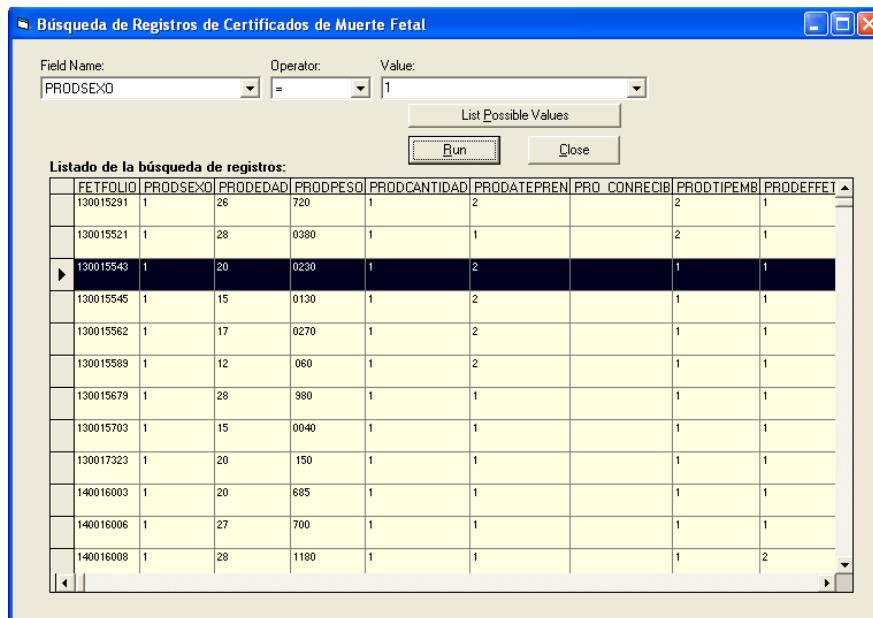 Búsqueda de Registros de Certificados de Muerte Fetal
Field Name: Operator: Value:
PRODSEXO = 1
List Possible Values
Run Close
Listado de la búsqueda de registros:
FETFOLIO PRODSEXO PRODEDAD PRODPESO PRODCANTIDAD PRODATEPREN PRO_CONRECIB PRODTIPEMB PRODEFFET
130015291 1 26 720 1 2 2 1
130015521 1 28 0380 1 1 2 1
130015543 1 20 0230 1 2 1 1
130015545 1 15 0130 1 2 1 1
130015562 1 17 0270 1 2 1 1
130015589 1 12 060 1 2 1 1
130015679 1 28 980 1 1 1 1
130015703 1 15 0040 1 1 1 1
130017323 1 20 150 1 1 1 1
140016003 1 20 685 1 1 1 1
140016006 1 27 700 1 1 1 1
140016008 1 28 1180 1 1 1 2